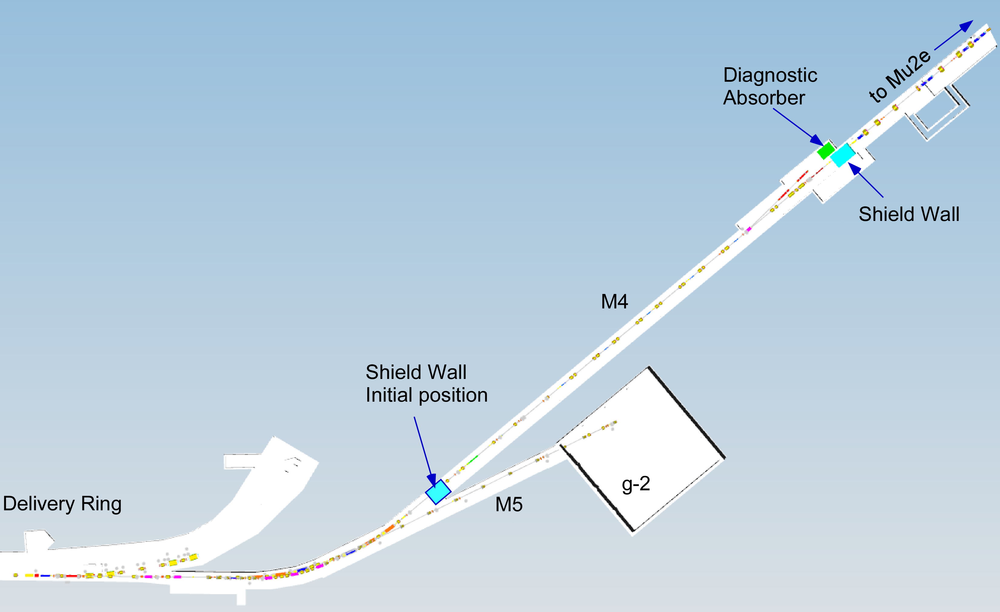 to Mu2e
Diagnostic
Absorber
Shield Wall
M4
Shield Wall
Initial position
g-2
M5
Delivery Ring